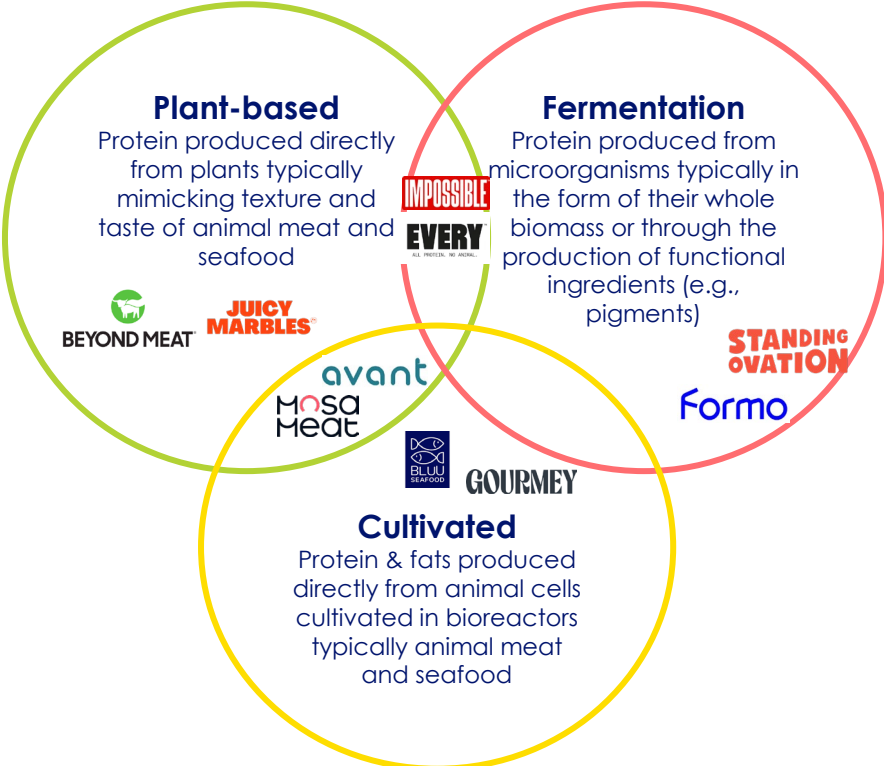 Plant-based
Protein produced directly
from plants typically
mimicking texture and
taste of animal meat and
seafood
BEYOND MEAT
JUICY
MARBLES
IMPOSSIBLE
EVERY™
ALL PROTEIN. NO ANIMAL.
Fermentation
Protein produced from
microorganisms typically in
the form of their whole
biomass or through the
production of functional
ingredients (e.g.,
pigments)
STANDING
OVATION
Formo
avant
Mosa
Meat
BLUU
SEAFOOD
GOURMEY
Cultivated
Protein & fats produced
directly from animal cells
cultivated in bioreactors
typically animal meat
and seafood